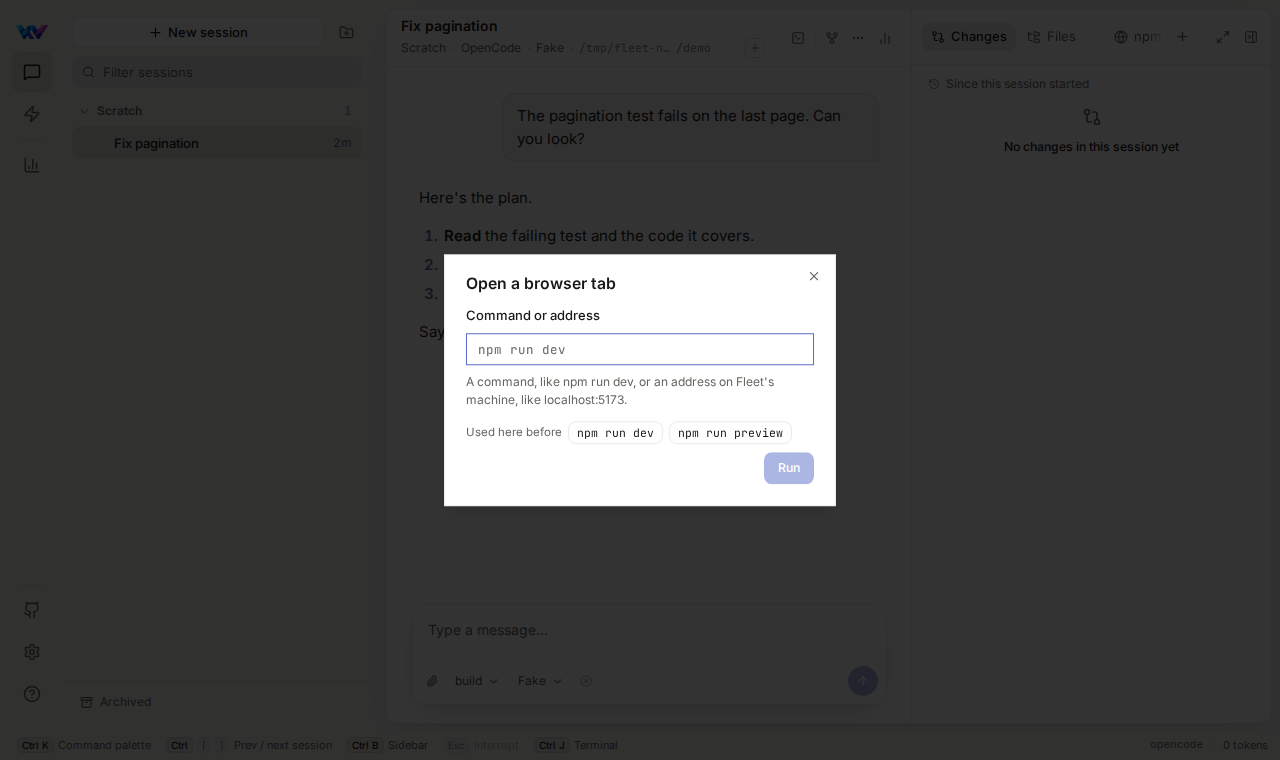 New session
Filter sessions
Scratch 1
Fix pagination 2m
Archived
Fix pagination
Scratch · OpenCode · Fake · /tmp/fleet-n… /demo
The pagination test fails on the last page. Can
you look?
Here's the plan.
1. Read the failing test and the code it covers.
2.
3.
Say
Open a browser tab
Command or address
npm run dev
A command, like npm run dev, or an address on Fleet's
machine, like localhost:5173.
Used here before npm run dev npm run preview
Run
Type a message...
build Fake
Changes Files npm
Since this session started
No changes in this session yet
Ctrl K Command palette Ctrl [ ] Prev / next session Ctrl B Sidebar Esc Interrupt Ctrl J Terminal
opencode 0 tokens